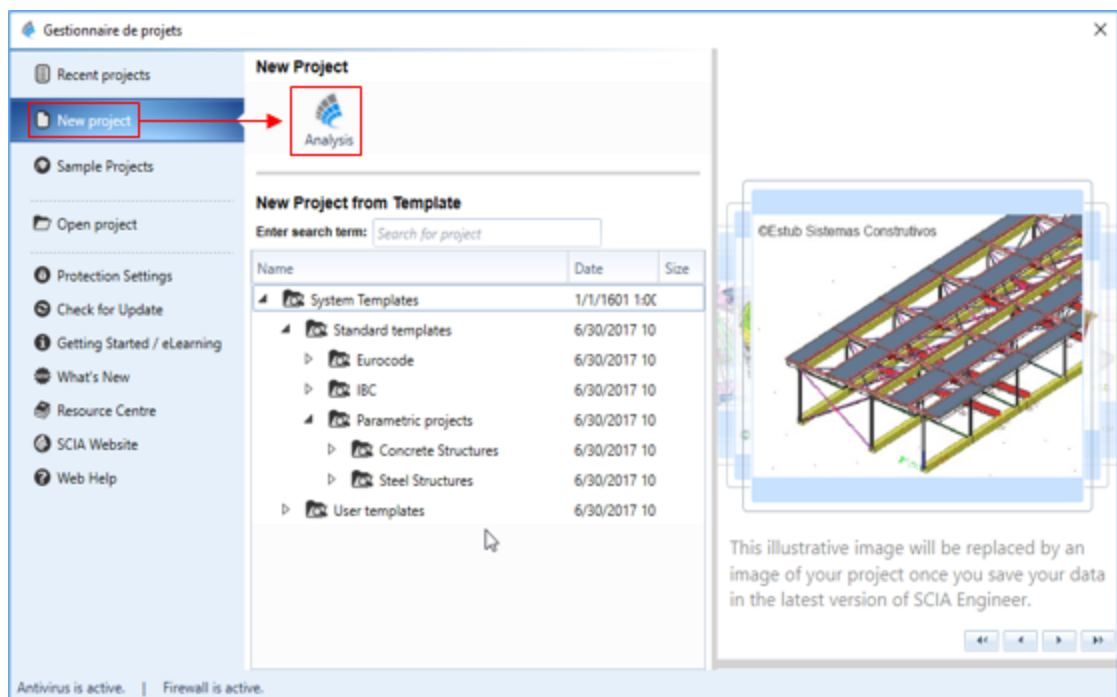 Gestionnaire de projets
Recent projects
New project
Sample Projects
Open project
Protection Settings
Check for Update
Getting Started / eLearning
What's New
Resource Centre
SCIA Website
Web Help
New Project
Analysis
New Project from Template
Enter search term: Search for project
Name Date Size
System Templates 1/1/1601 1:0
Standard templates 6/30/2017 10
Eurocode 6/30/2017 10
IBC 6/30/2017 10
Parametric projects 6/30/2017 10
Concrete Structures 6/30/2017 10
Steel Structures 6/30/2017 10
User templates 6/30/2017 10
©Estub Sistemas Construtivos
This illustrative image will be replaced by an
image of your project once you save your data
in the latest version of SCIA Engineer.
Antivirus is active. | Firewall is active.